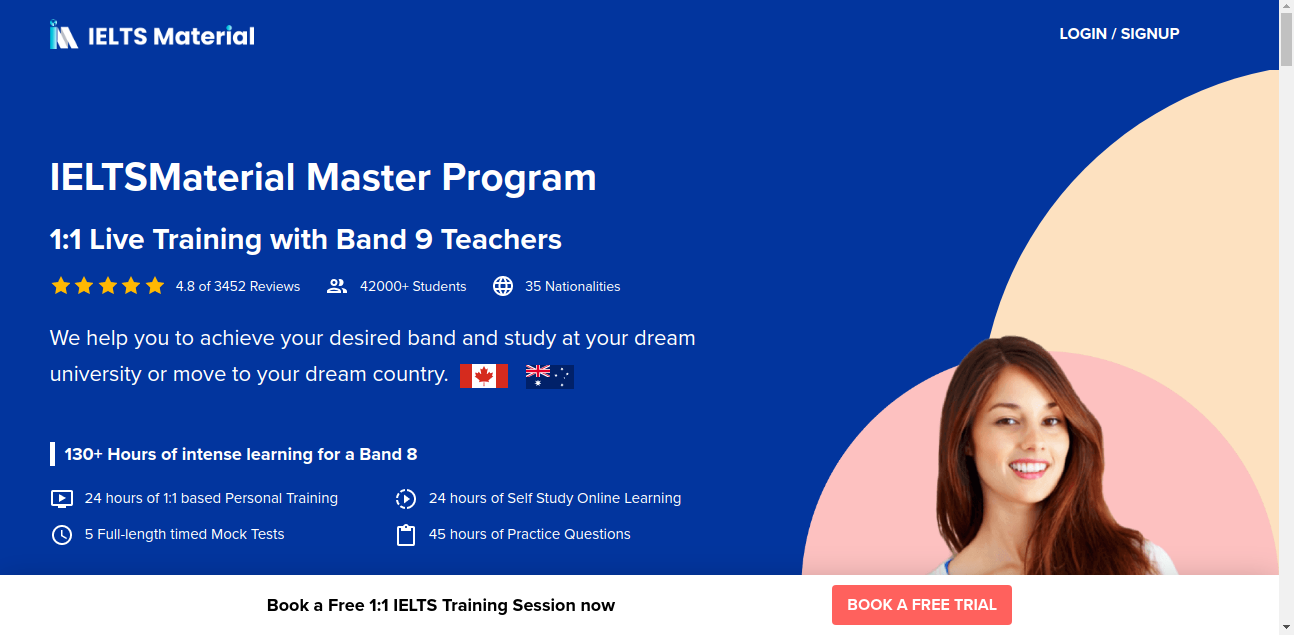 IELTS Material
LOGIN / SIGNUP
IELTSMaterial Master Program
1:1 Live Training with Band 9 Teachers
4.8 of 3452 Reviews
42000+ Students
35 Nationalities
We help you to achieve your desired band and study at your dream
university or move to your dream country.
130+ Hours of intense learning for a Band 8
24 hours of 1:1 based Personal Training
24 hours of Self Study Online Learning
5 Full-length timed Mock Tests
45 hours of Practice Questions
Book a Free 1:1 IELTS Training Session now
BOOK A FREE TRIAL